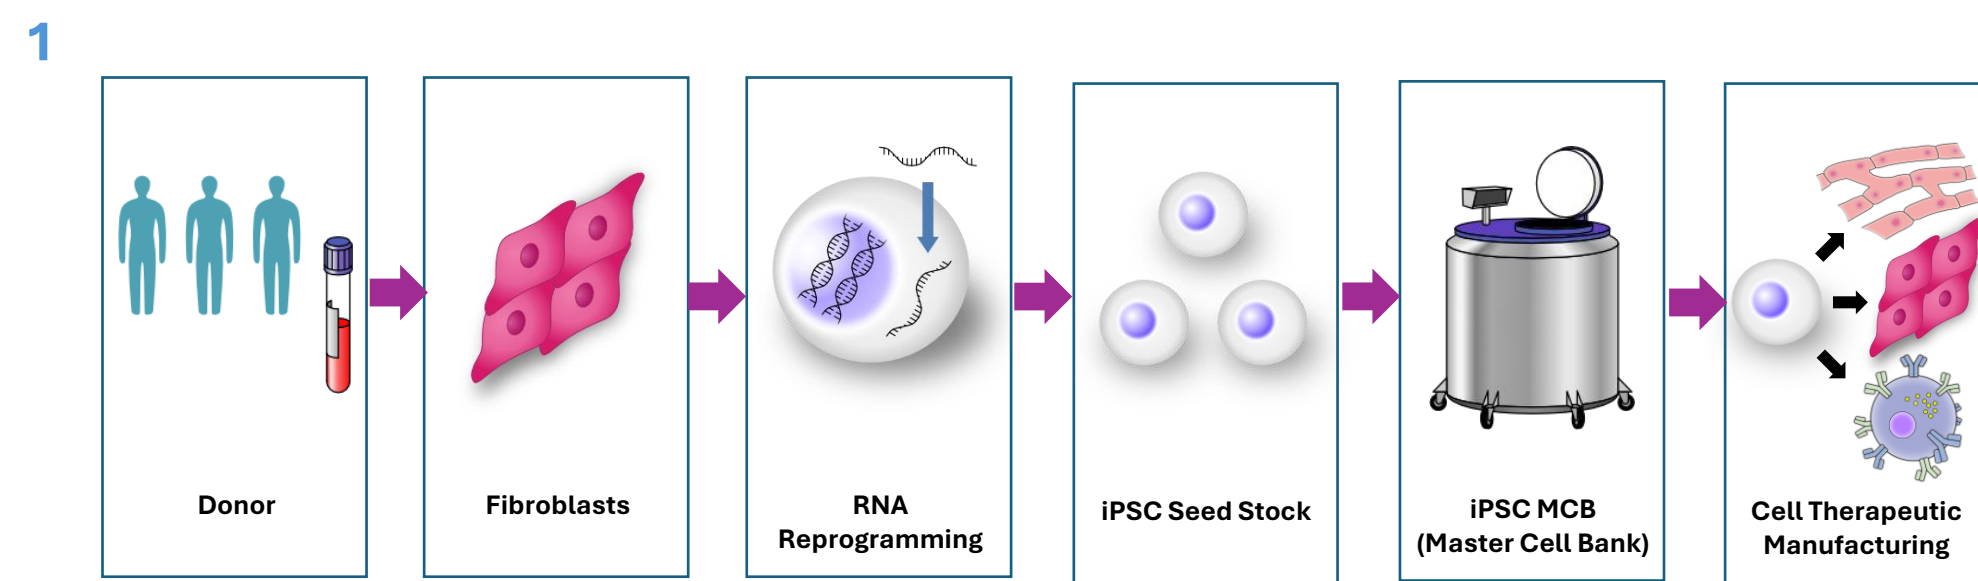 1
Donor
Fibroblasts
RNA
Reprogramming
iPSC Seed Stock
iPSC MCB
(Master Cell Bank)
Cell Therapeutic
Manufacturing